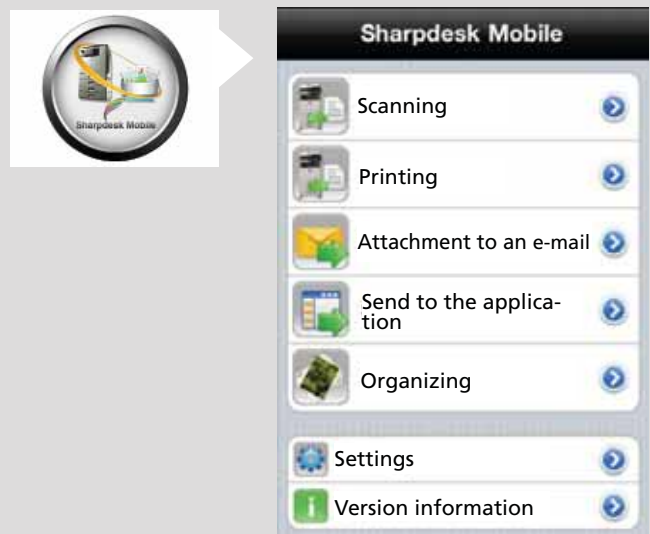 Sharpdesk Mobile
Sharpdesk Mobile
Scanning
Printing
Attachment to an e-mail
Send to the applica-
tion
Organizing
Settings
Version information